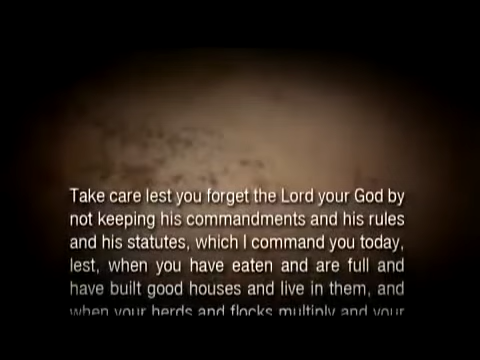 Take care lest you forget the Lord your God by
not keeping his commandments and his rules
and his statutes, which I command you today,
lest, when you have eaten and are full and
have built good houses and live in them, and
when your herds and flocks multiply and your